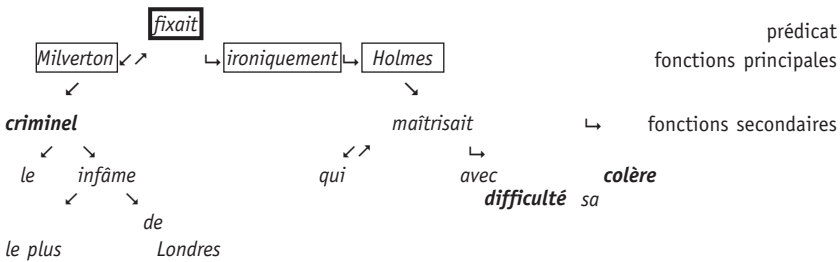 fixait prédicat
Milverton ironiquement Holmes fonctions principales
criminel maîtrisait fonctions secondaires
le infâme qui avec colère
difficulté sa
de
le plus Londres